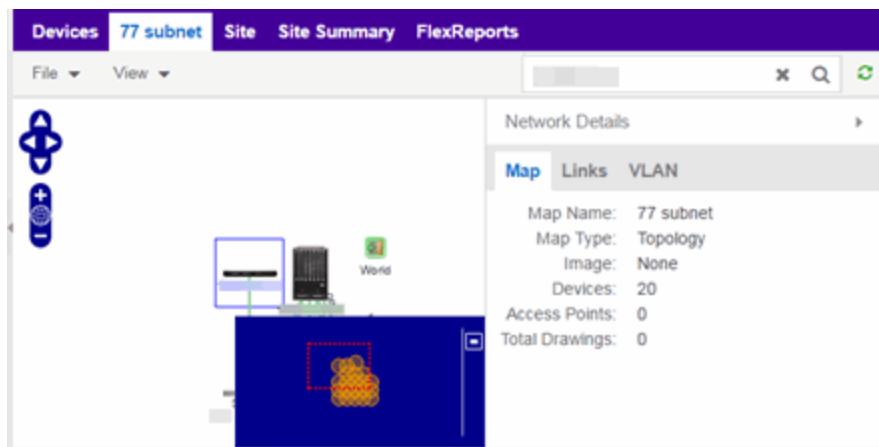 Devices 77 subnet Site Site Summary FlexReports
File View
Network Details
Map Links VLAN
Map Name: 77 subnet
Map Type: Topology
Image: None
Devices: 20
Access Points: 0
Total Drawings: 0
World